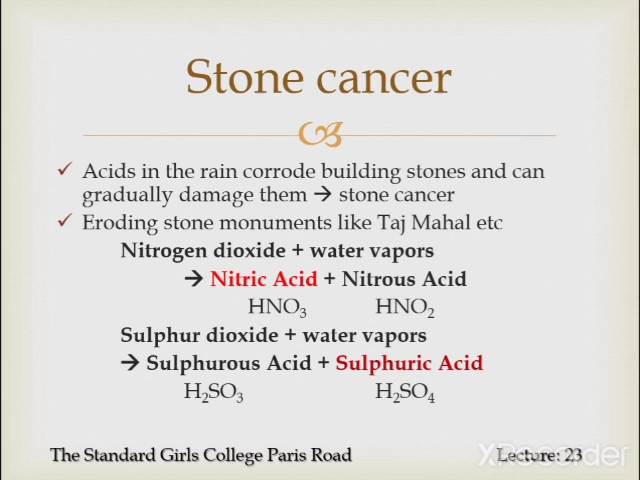 Stone cancer
✓ Acids in the rain corrode building stones and can
gradually damage them → stone cancer
✓ Eroding stone monuments like Taj Mahal etc
Nitrogen dioxide + water vapors
→ Nitric Acid + Nitrous Acid
HNO₃ HNO₂
Sulphur dioxide + water vapors
→ Sulphurous Acid + Sulphuric Acid
H₂SO₃ H₂SO₄
The Standard Girls College Paris Road Lecture: 23
XRecorder